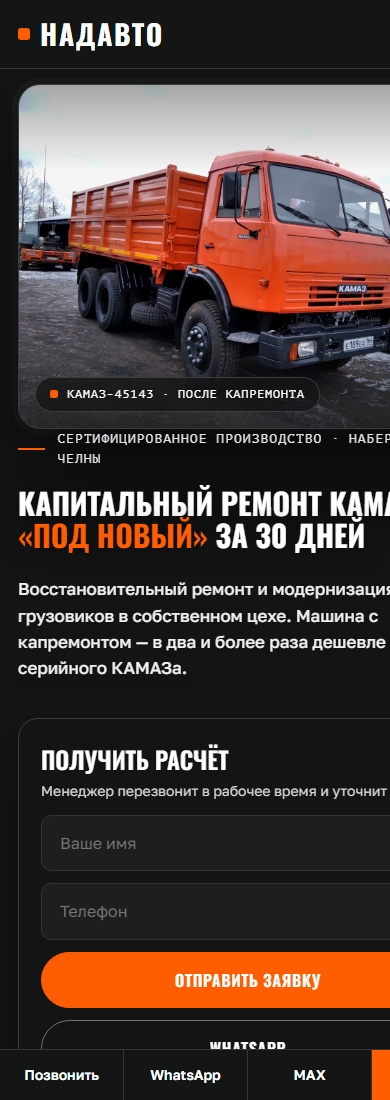 НАДАВТО
КАМАЗ
КАМАЗ-45143 · ПОСЛЕ КАПРЕМОНТА
СЕРТИФИЦИРОВАННОЕ ПРОИЗВОДСТВО · НАБЕР
ЧЕЛНЫ
КАПИТАЛЬНЫЙ РЕМОНТ КАМА
«ПОД НОВЫЙ» ЗА 30 ДНЕЙ
Восстановительный ремонт и модернизация
грузовиков в собственном цехе. Машина с
капремонтом — в два и более раза дешевле
серийного КАМАЗа.
ПОЛУЧИТЬ РАСЧЁТ
Менеджер перезвонит в рабочее время и уточнит
Ваше имя
Телефон
ОТПРАВИТЬ ЗАЯВКУ
WHATSAPP
Позвонить WhatsApp MAX